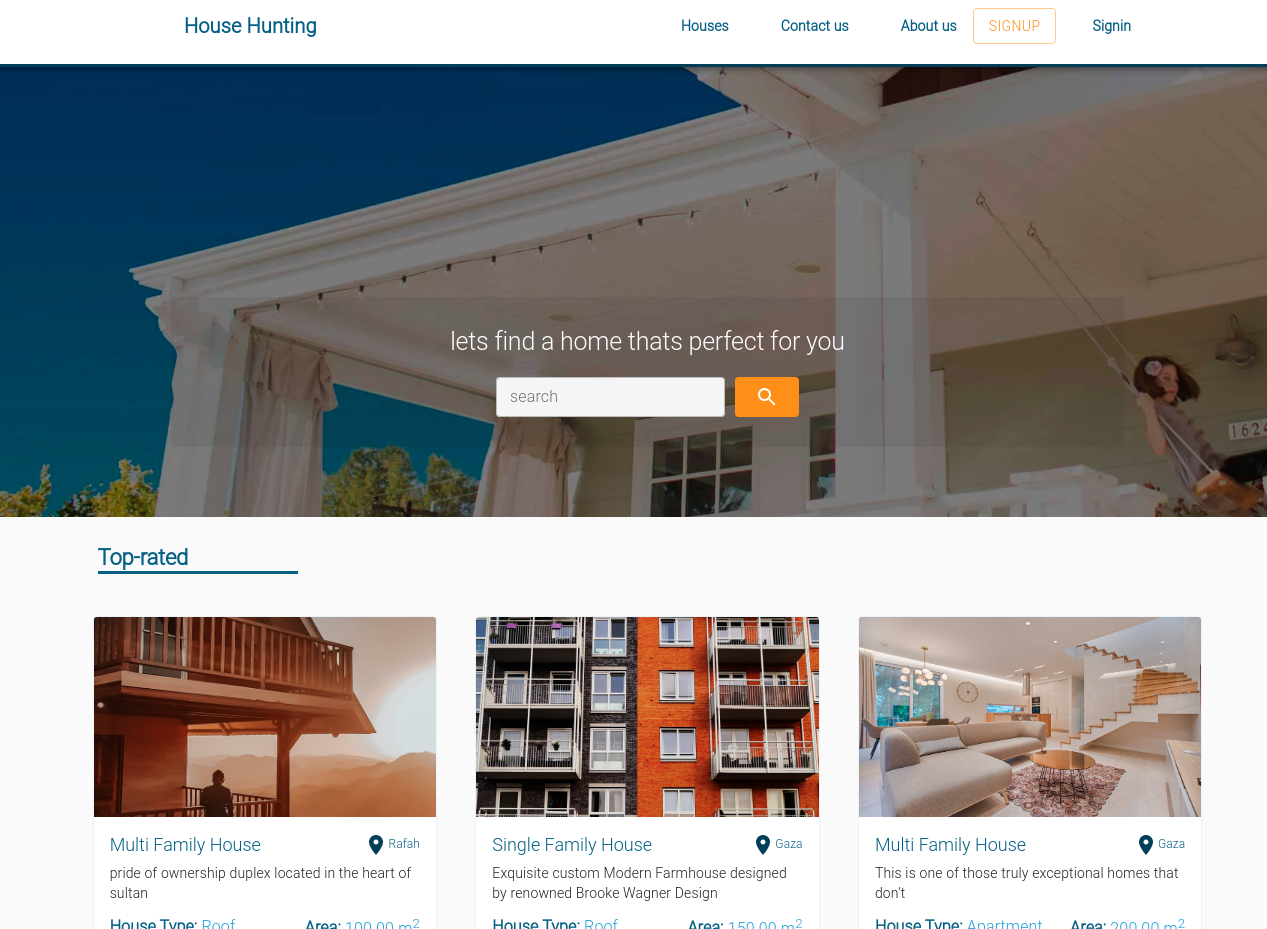 House Hunting
Houses
Contact us
About us
SIGNUP
Signin
1624
lets find a home thats perfect for you
search
Top-rated
Multi Family House
Rafah
pride of ownership duplex located in the heart of
sultan
House Type: Roof
Area: 100.00 m2
Single Family House
Gaza
Exquisite custom Modern Farmhouse designed
by renowned Brooke Wagner Design
House Type: Roof
Area: 150.00 m2
Multi Family House
Gaza
This is one of those truly exceptional homes that
don't
House Type: Apartment
Area: 200.00 m2